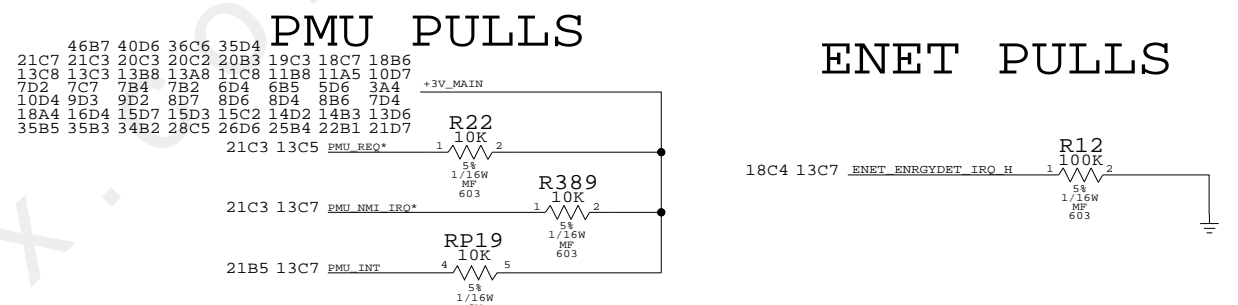 PMU PULLS
46B7 40D6 36C6 35D4
21C7 21C3 20C3 20C2 20B3 19C3 18C7 18B6
13C8 13C3 13B8 13A8 11C8 11B8 11A5 10D7
7D2 7C7 7B4 7B2 6D4 6B5 5D6 3A4
10D4 9D3 9D2 8D7 8D6 8D4 8B6 7D4
18A4 16D4 15D7 15D3 15C2 14D2 14B3 13D6
35B5 35B3 34B2 28C5 26D6 25B4 22B1 21D7
+3V_MAIN
R22
10K
21C3 13C5 PMU_REQ* 1 2
5%
1/16W
MF
603
R389
10K
21C3 13C7 PMU_NMI_IRQ* 1 2
5%
1/16W
MF
603
RP19
10K
21B5 13C7 PMU_INT 4 5
5%
1/16W
ENET PULLS
R12
100K
18C4 13C7 ENET_ENRGYDET_IRQ_H 1 2
5%
1/16W
MF
603